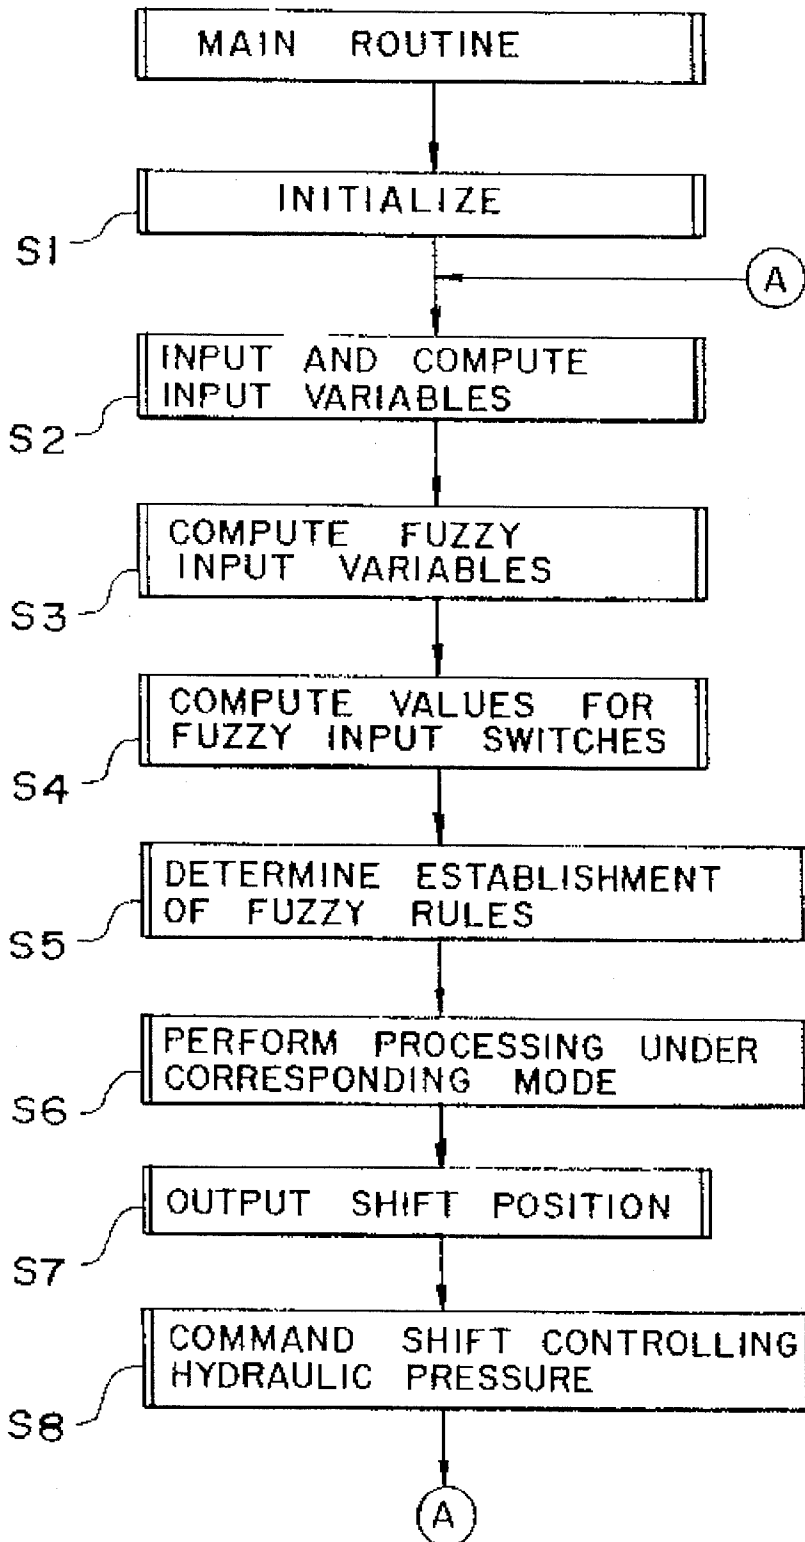 MAIN ROUTINE
INITIALIZE
S1
A
INPUT AND COMPUTE
INPUT VARIABLES
S2
COMPUTE FUZZY
INPUT VARIABLES
S3
COMPUTE VALUES FOR
FUZZY INPUT SWITCHES
S4
DETERMINE ESTABLISHMENT
OF FUZZY RULES
S5
PERFORM PROCESSING UNDER
CORRESPONDING MODE
S6
OUTPUT SHIFT POSITION
S7
COMMAND SHIFT CONTROLLING
HYDRAULIC PRESSURE
S8
A